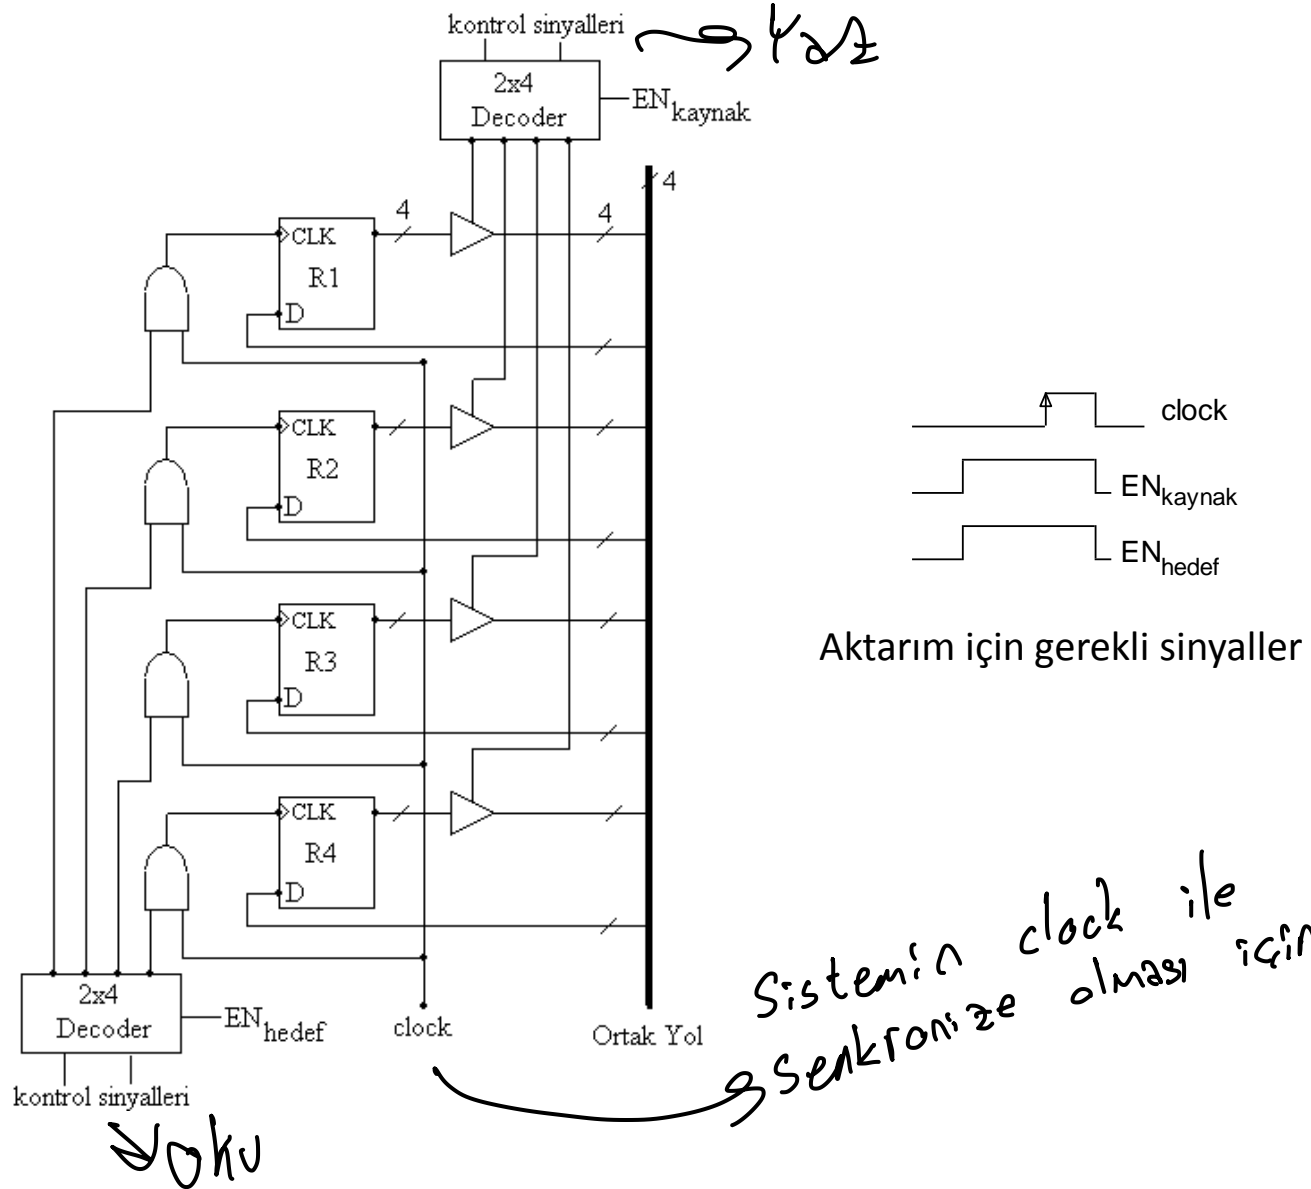 kontrol sinyalleri
Yaz
2x4
Decoder
EN kaynak
4
4
4
CLK
R1
D
CLK
R2
D
CLK
R3
D
CLK
R4
D
clock
EN kaynak
EN hedef
Aktarım için gerekli sinyaller
2x4
Decoder
EN hedef
clock
Ortak Yol
kontrol sinyalleri
oku
Sistemin clock ile
senkronize olması için